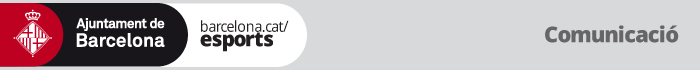 Ajuntament de
Barcelona
barcelona.cat/
esports
Comunicació